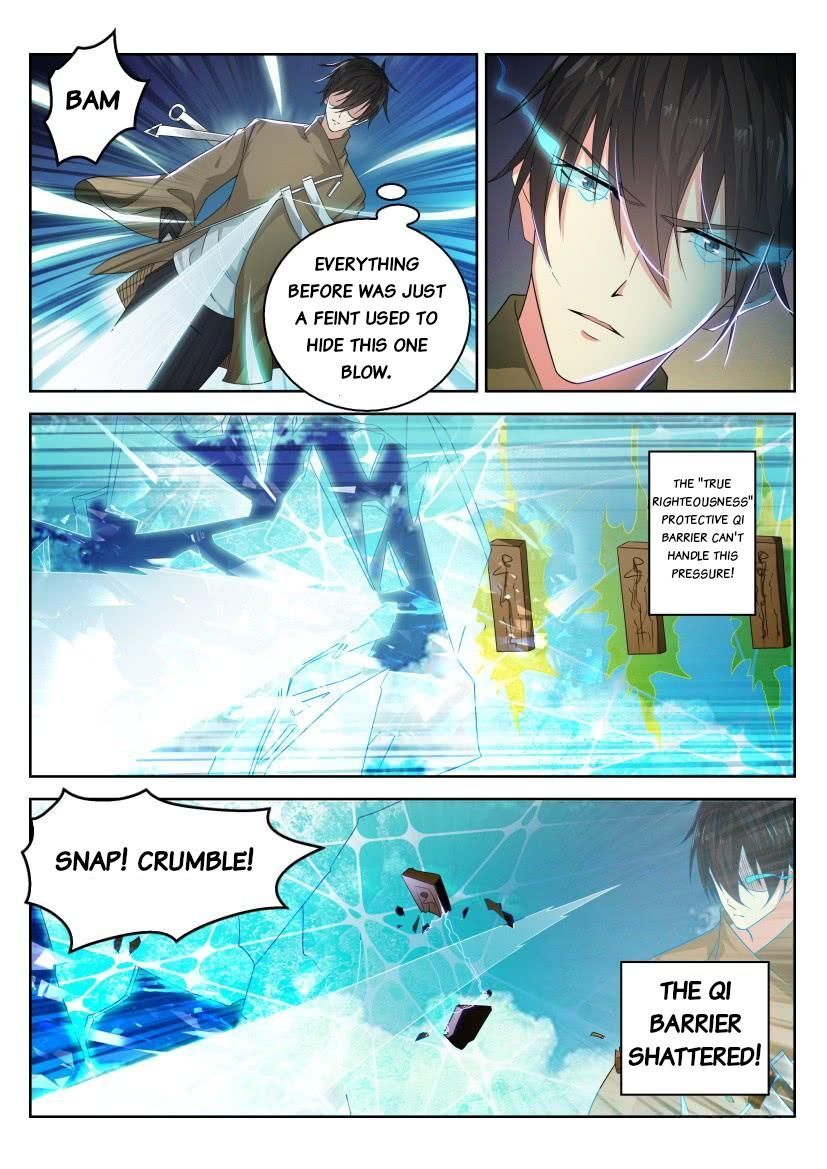 BAM
EVERYTHING
BEFORE WAS JUST
A FEINT USED TO
HIDE THIS ONE
BLOW.
THE "TRUE
RIGHTEOUSNESS"
PROTECTIVE QI
BARRIER CAN'T
HANDLE THIS
PRESSURE!
SNAP! CRUMBLE!
THE QI
BARRIER
SHATTERED!